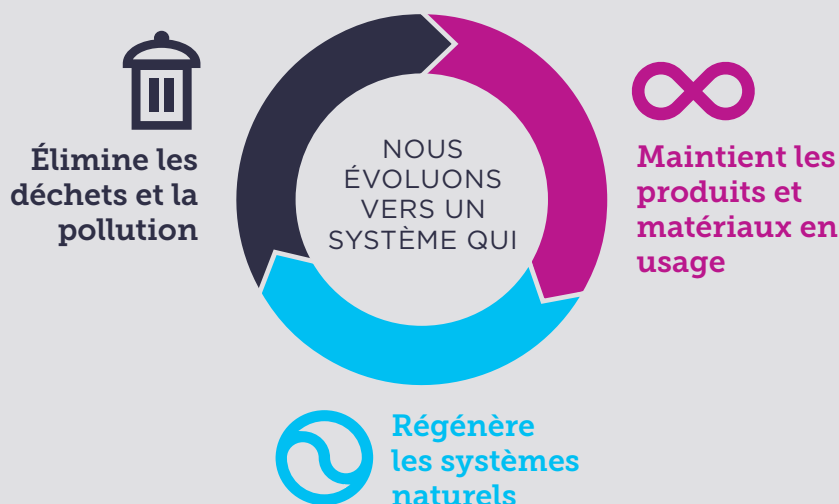 NOUS
ÉVOLUONS
VERS UN
SYSTÈME QUI
Élimine les
déchets et la
pollution
Maintient les
produits et
matériaux en
usage
Régénère
les systèmes
naturels